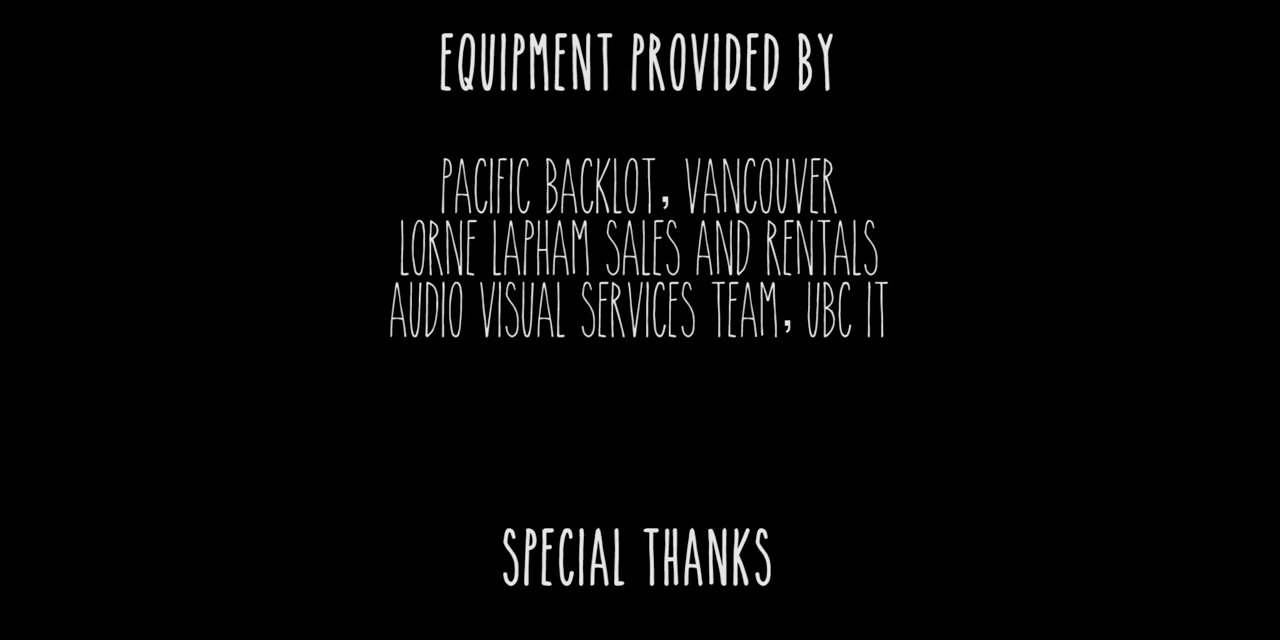 EQUIPMENT PROVIDED BY
PACIFIC BACKLOT, VANCOUVER
LORNE LAPHAM SALES AND RENTALS
AUDIO VISUAL SERVICES TEAM, UBC IT
SPECIAL THANKS